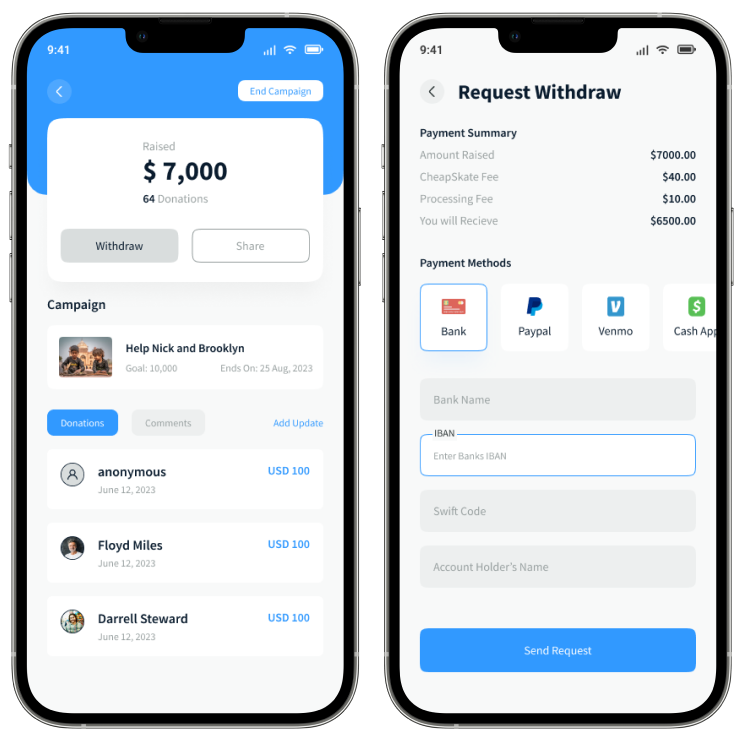 9:41
End Campaign
Raised
$ 7,000
64 Donations
Withdraw
Share
Campaign
Help Nick and Brooklyn
Goal: 10,000
Ends On: 25 Aug, 2023
Donations
Comments
Add Update
anonymous
USD 100
June 12, 2023
Floyd Miles
USD 100
June 12, 2023
Darrell Steward
USD 100
June 12, 2023
9:41
Request Withdraw
Payment Summary
Amount Raised
$7000.00
CheapSkate Fee
$40.00
Processing Fee
$10.00
You will Recieve
$6500.00
Payment Methods
Bank
Paypal
Venmo
Cash App
Bank Name
IBAN
Enter Banks IBAN
Swift Code
Account Holder's Name
Send Request